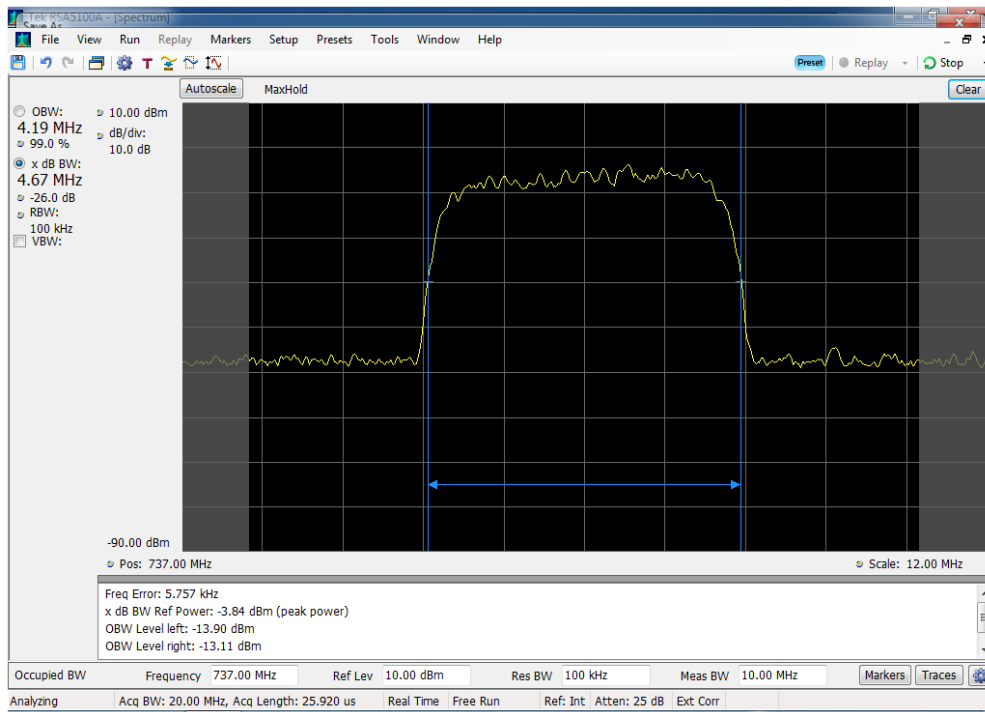 Tek RSA5100A - [Spectrum]
Save As
File View Run Replay Markers Setup Presets Tools Window Help
Preset Replay Stop
Autoscale MaxHold Clear
OBW:
4.19 MHz
99.0 %
x dB BW:
4.67 MHz
-26.0 dB
RBW:
100 kHz
VBW:
10.00 dBm
dB/div:
10.0 dB
-90.00 dBm
Pos: 737.00 MHz Scale: 12.00 MHz
Freq Error: 5.757 kHz
x dB BW Ref Power: -3.84 dBm (peak power)
OBW Level left: -13.90 dBm
OBW Level right: -13.11 dBm
Occupied BW Frequency 737.00 MHz Ref Lev 10.00 dBm Res BW 100 kHz Meas BW 10.00 MHz Markers Traces
Analyzing Acq BW: 20.00 MHz, Acq Length: 25.920 us Real Time Free Run Ref: Int Atten: 25 dB Ext Corr